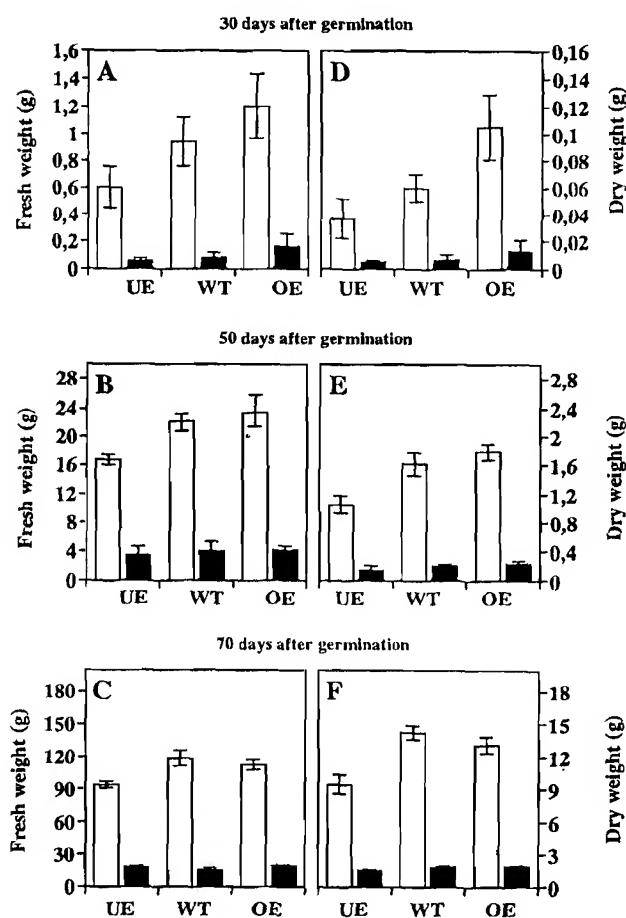 30 days after germination
A
D
Fresh weight (g)
1,6
1,4
1,2
1
0,8
0,6
0,4
0,2
0
0,16
0,14
0,12
0,1
0,08
0,06
0,04
0,02
0
Dry weight (g)
UE WT OE UE WT OE
50 days after germination
B
E
Fresh weight (g)
28
24
20
16
12
8
4
0
2,8
2,4
2
1,6
1,2
0,8
0,4
0
Dry weight (g)
UE WT OE UE WT OE
70 days after germination
C
F
Fresh weight (g)
180
150
120
90
60
30
0
18
15
12
9
6
3
0
Dry weight (g)
UE WT OE UE WT OE